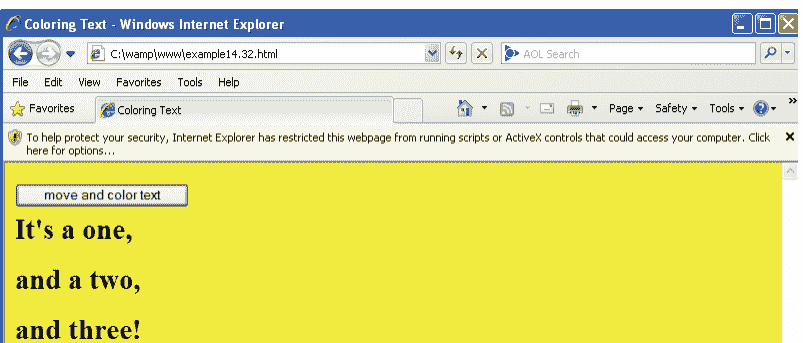 Coloring Text - Windows Internet Explorer
C:\wamp\www\example14.32.html
AOL Search
File Edit View Favorites Tools Help
Favorites Coloring Text Page Safety Tools
To help protect your security, Internet Explorer has restricted this webpage from running scripts or ActiveX controls that could access your computer. Click
here for options...
move and color text
It's a one,
and a two,
and three!